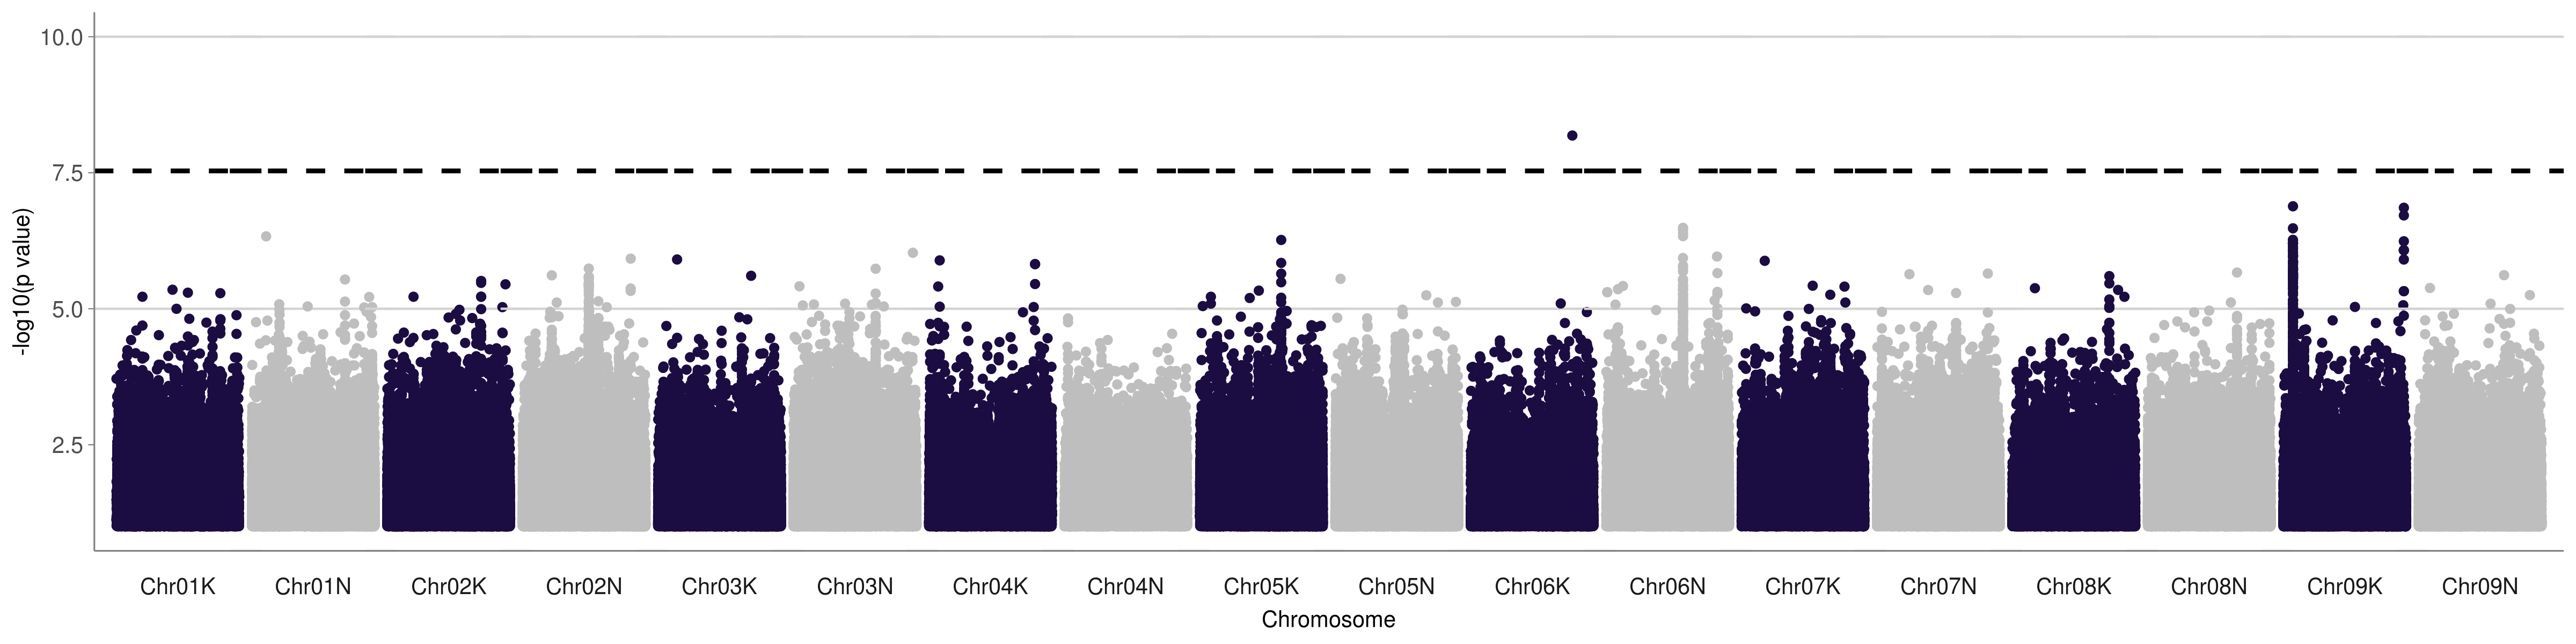 10.0
7.5
5.0
2.5
-log10(p value)
Chr01K Chr01N Chr02K Chr02N Chr03K Chr03N Chr04K Chr04N Chr05K Chr05N Chr06K Chr06N Chr07K Chr07N Chr08K Chr08N Chr09K Chr09N
Chromosome